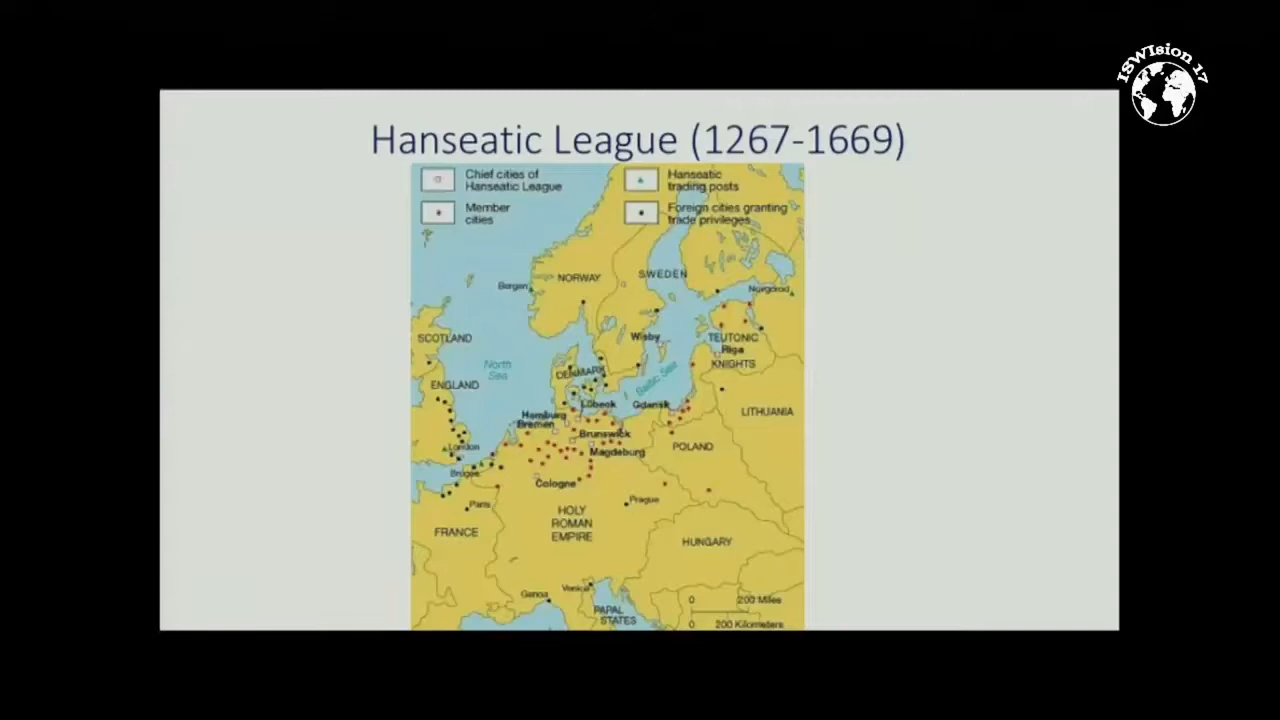 ISWIsion 17
Hanseatic League (1267-1669)
Chief cities of
Hanseatic League
Hanseatic
trading posts
Member
cities
Foreign cities granting
trade privileges
NORWAY
SWEDEN
Bergen
Novgorod
SCOTLAND
Wisby
TEUTONIC
Riga
KNIGHTS
North
Sea
DENMARK
Baltic Sea
ENGLAND
Lübeck
Gdansk
LITHUANIA
Hamburg
Bremen
Brunswick
POLAND
London
Magdeburg
Bruges
Cologne
Prague
Paris
HOLY
ROMAN
EMPIRE
FRANCE
HUNGARY
Genoa
Venice
PAPAL
STATES
0 200 Miles
0 200 Kilometers